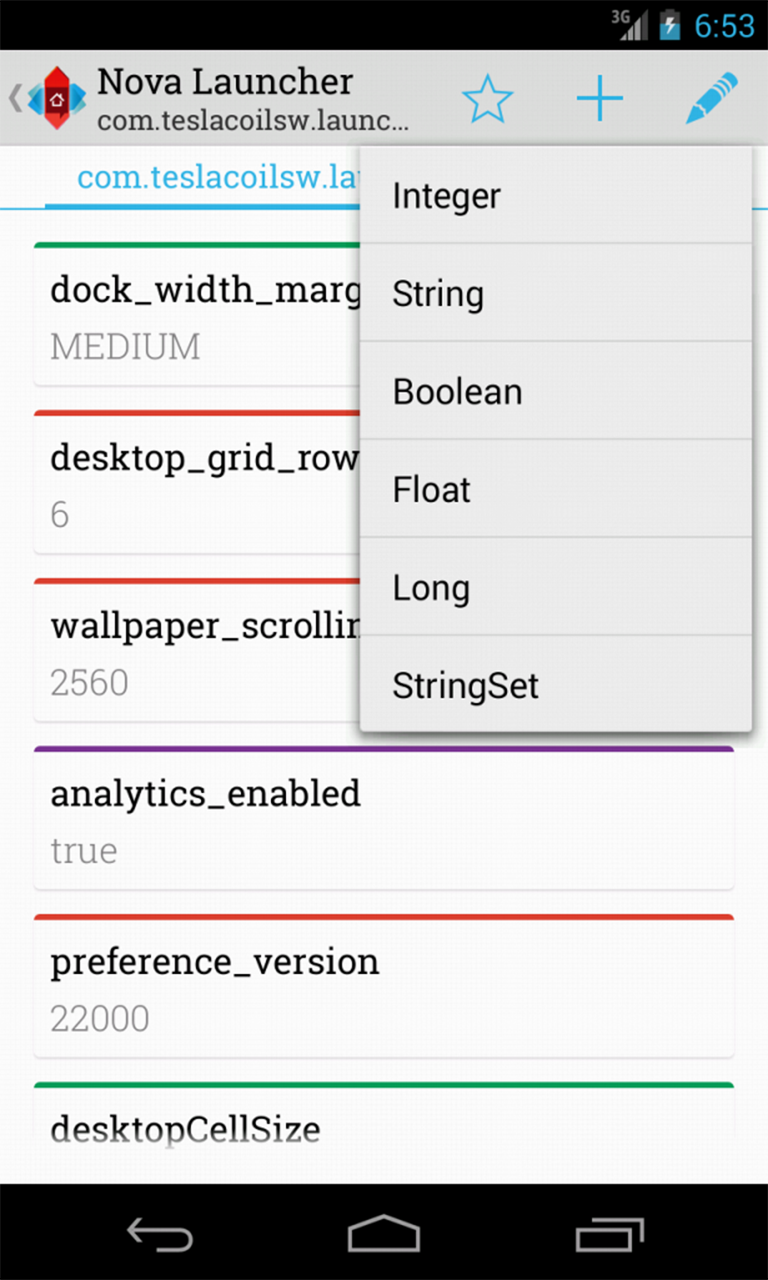 3G
6:53
Nova Launcher
com.teslacoilsw.launc...
com.teslacoilsw.la
Integer
String
Boolean
Float
Long
StringSet
dock_width_marg
MEDIUM
desktop_grid_row
6
wallpaper_scrollin
2560
analytics_enabled
true
preference_version
22000
desktopCellSize